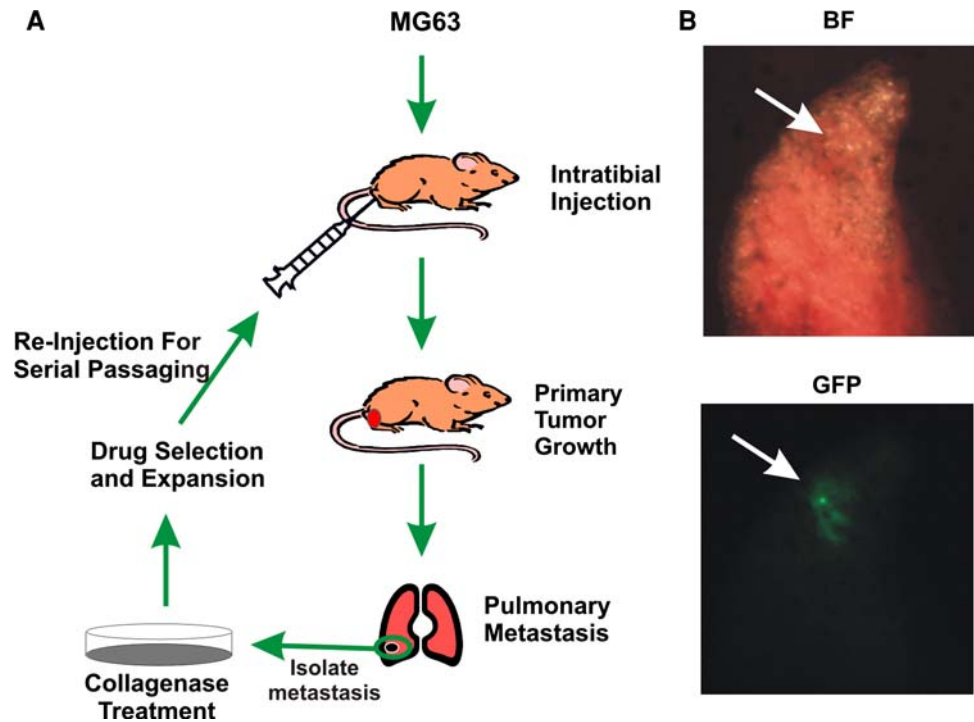 A
MG63
Intratibial
Injection
Primary
Tumor
Growth
Pulmonary
Metastasis
Isolate
metastasis
Collagenase
Treatment
Drug Selection
and Expansion
Re-Injection For
Serial Passaging
B
BF
GFP